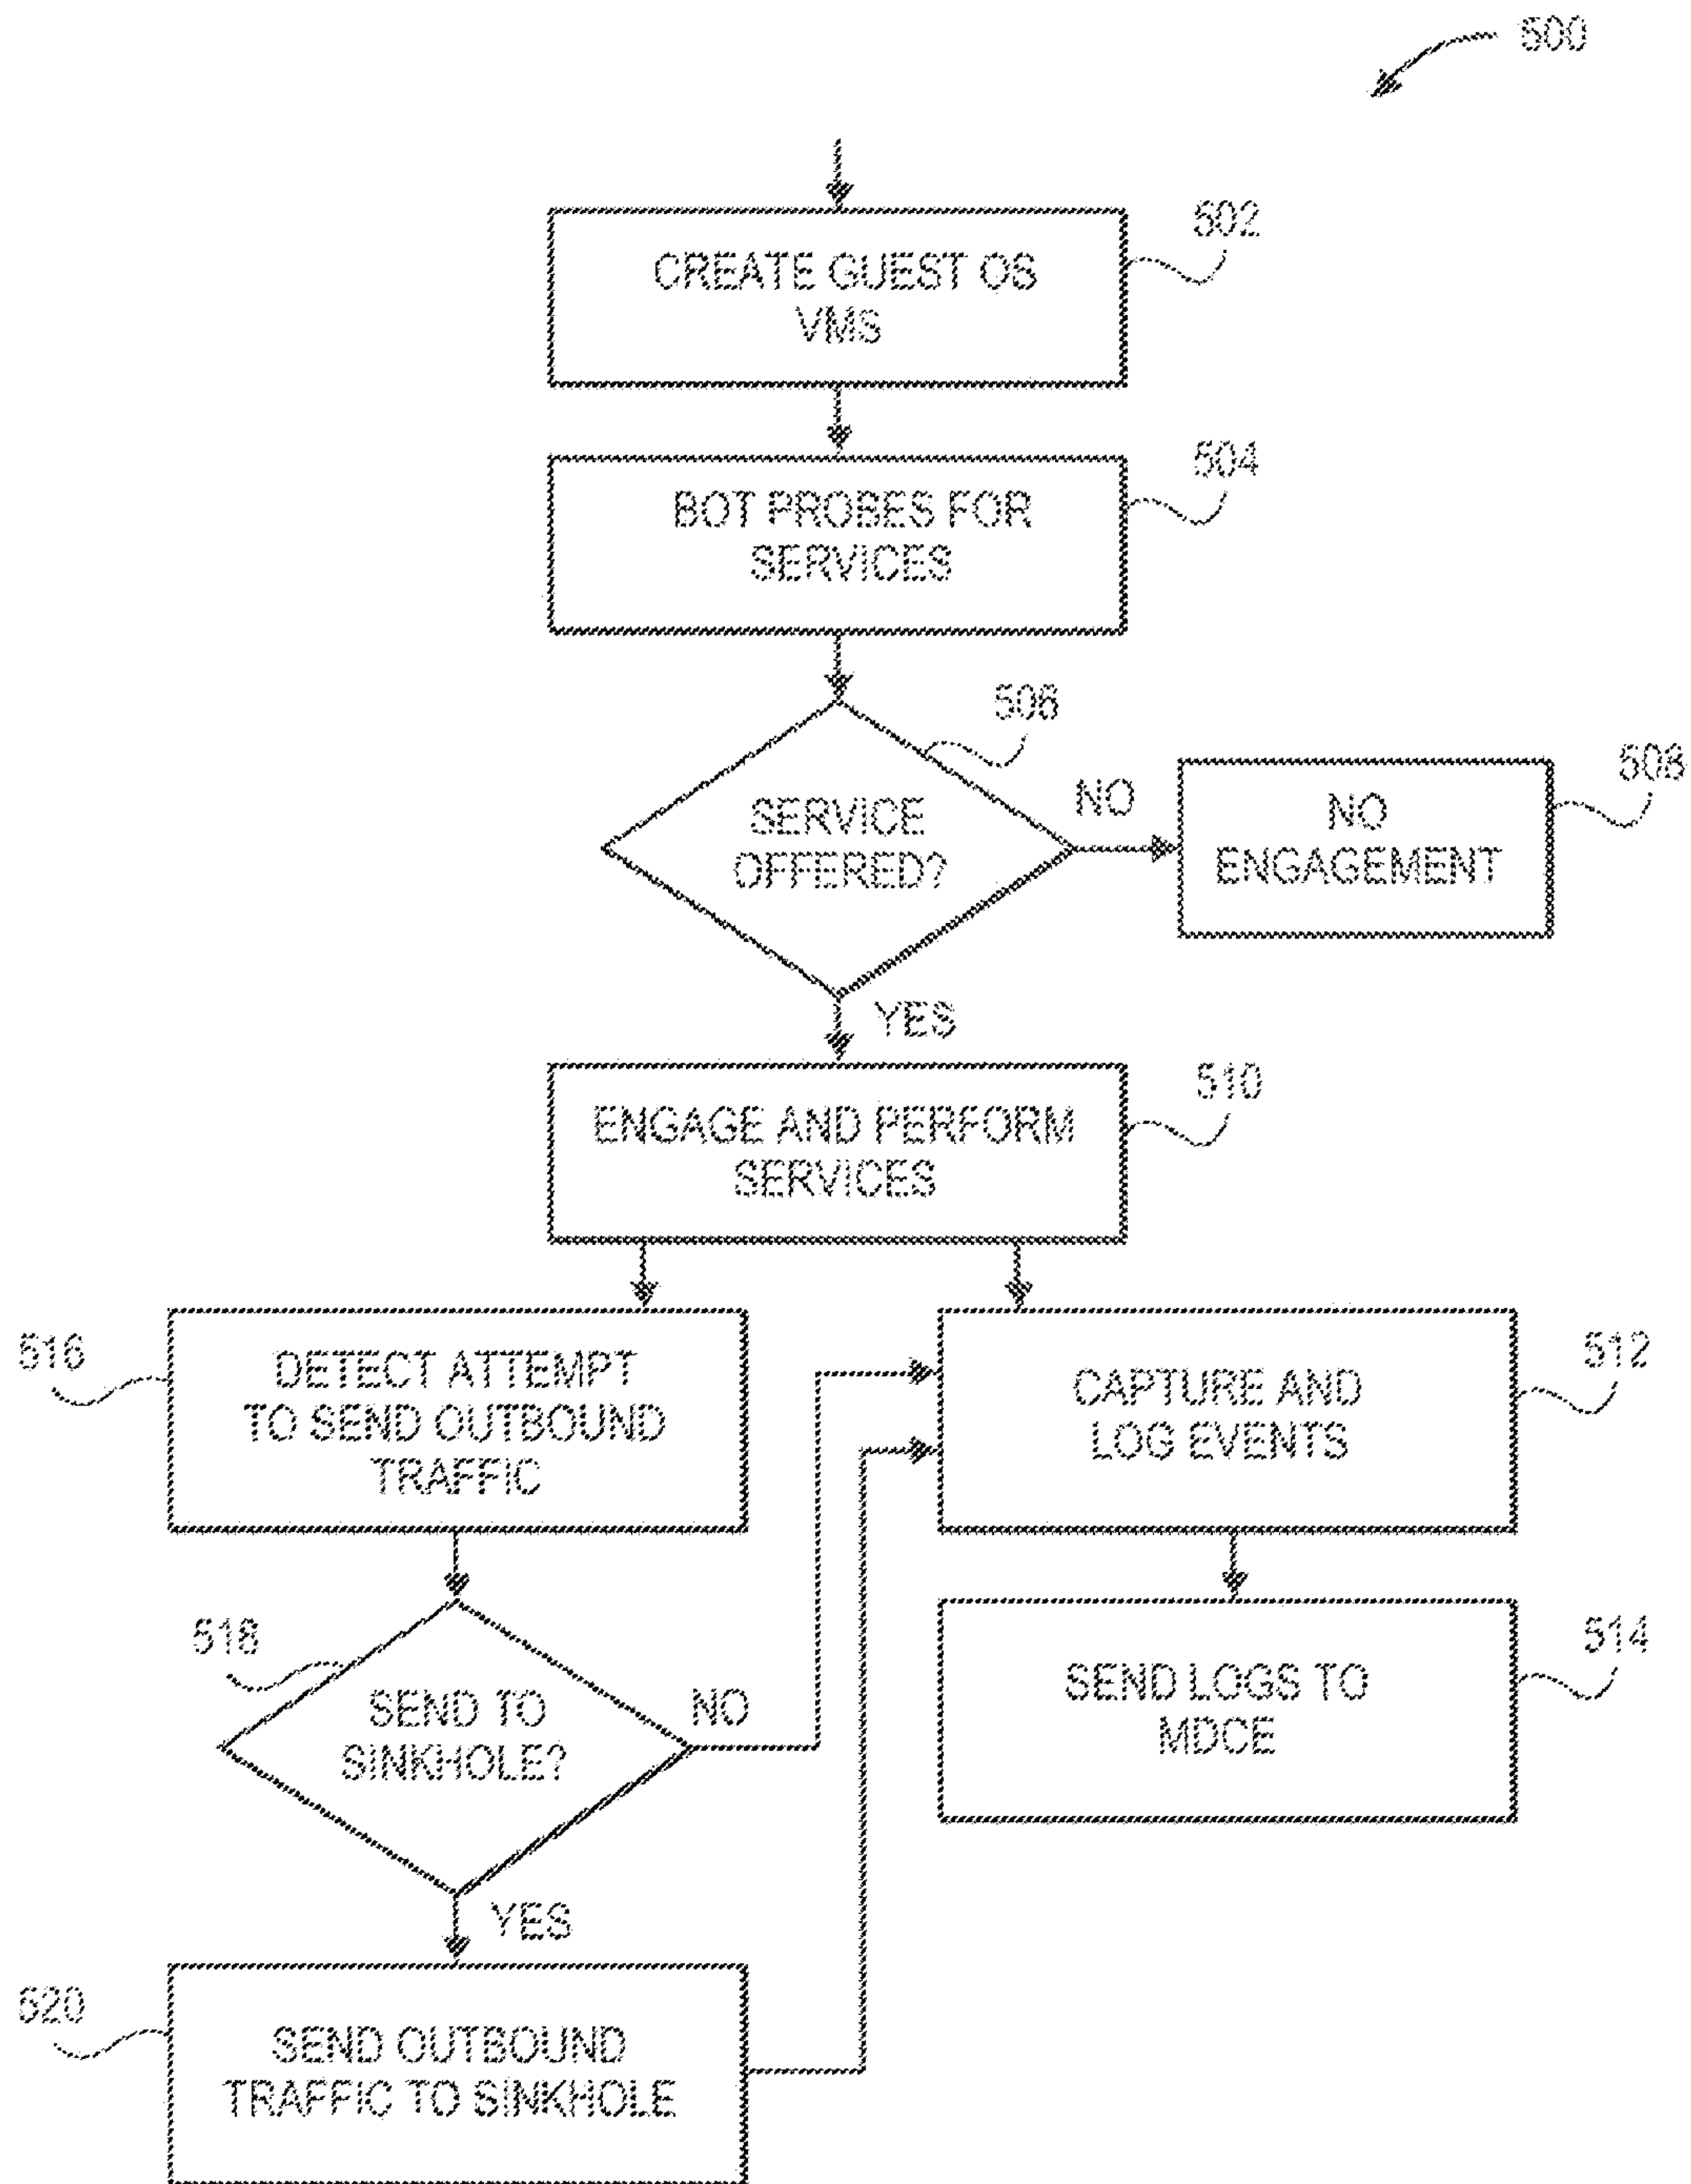 500
CREATE GUEST OS
VMS
502
BOT PROBES FOR
SERVICES
504
506
SERVICE
OFFERED?
NO
NO
ENGAGEMENT
508
YES
ENGAGE AND PERFORM
SERVICES
510
516
DETECT ATTEMPT
TO SEND OUTBOUND
TRAFFIC
CAPTURE AND
LOG EVENTS
512
518
SEND TO
SINKHOLE?
NO
SEND LOGS TO
MDCE
514
YES
620
SEND OUTBOUND
TRAFFIC TO SINKHOLE